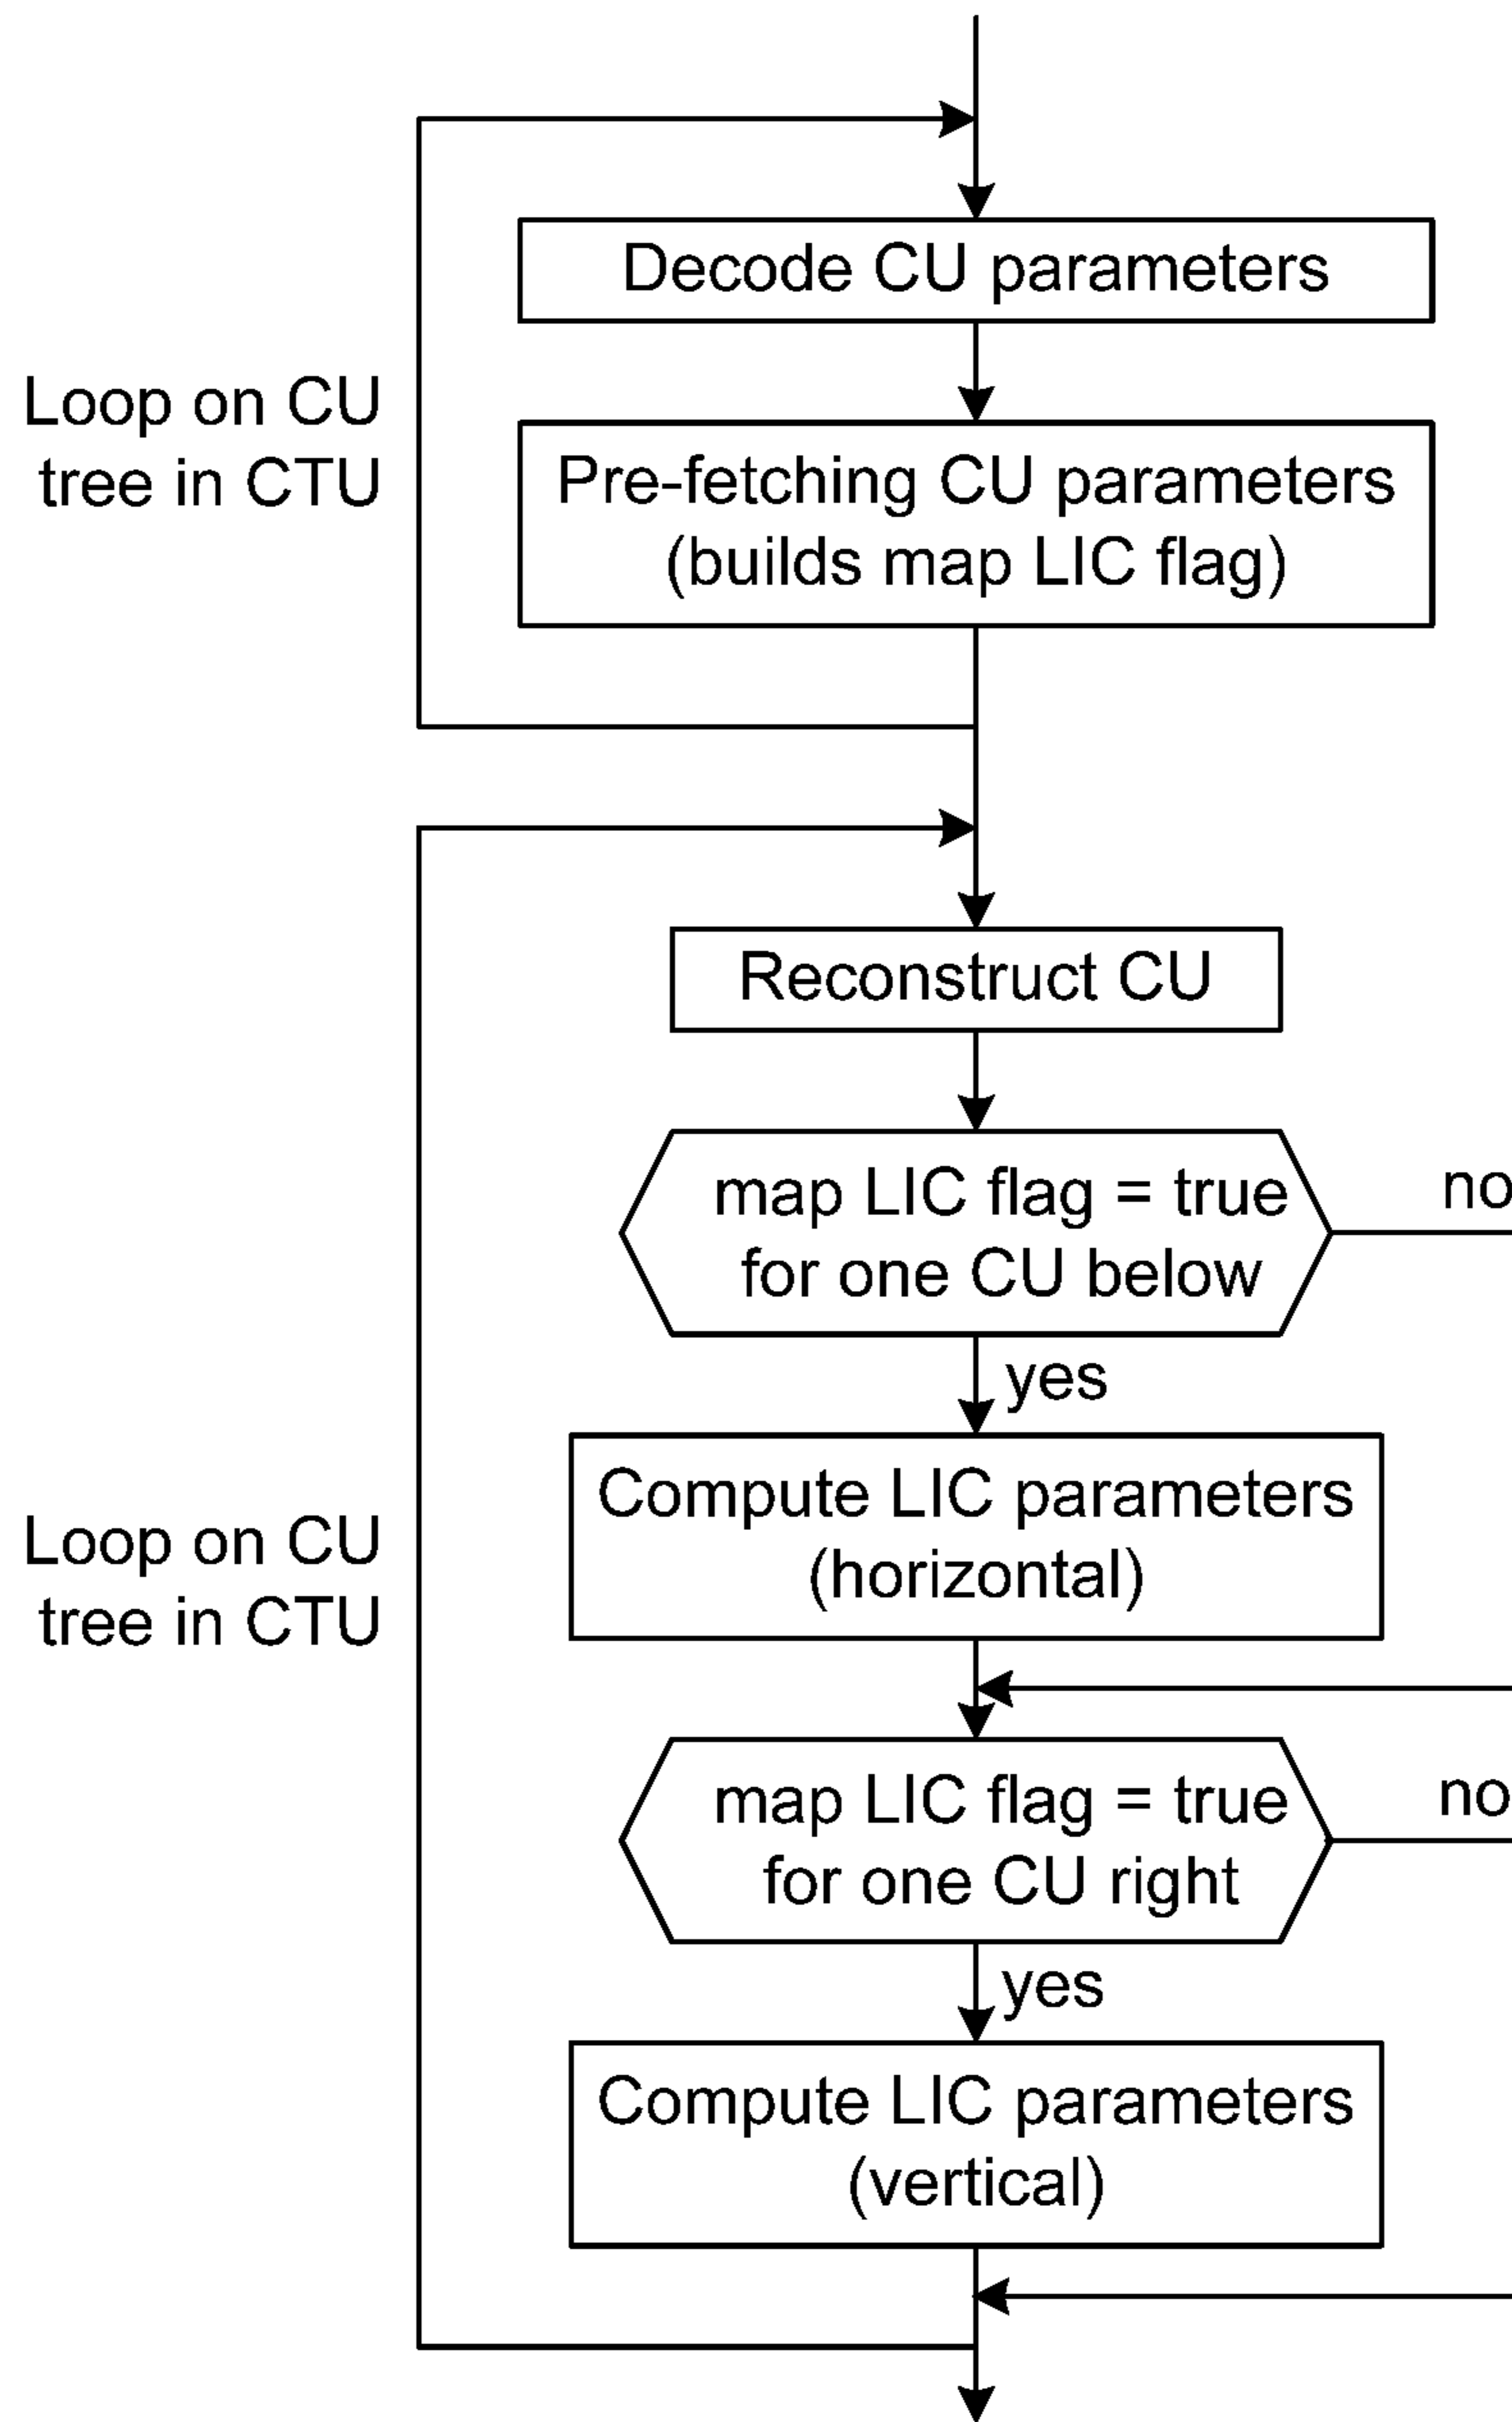 Decode CU parameters
Loop on CU
tree in CTU
Pre-fetching CU parameters
(builds map LIC flag)
Reconstruct CU
map LIC flag = true
for one CU below
no
yes
Compute LIC parameters
(horizontal)
Loop on CU
tree in CTU
map LIC flag = true
for one CU right
no
yes
Compute LIC parameters
(vertical)